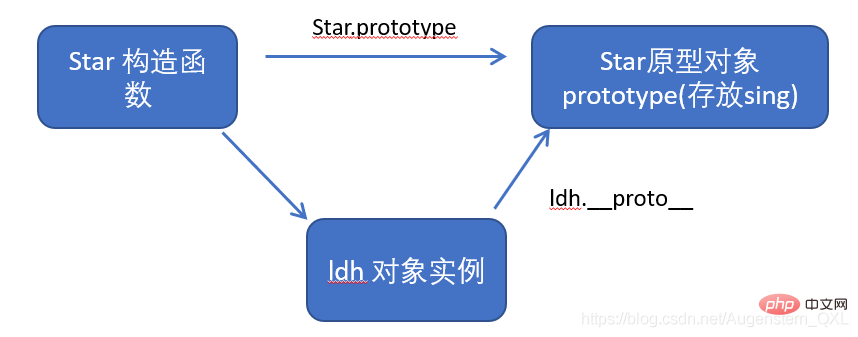 Star.prototype
Star 构造函
数
Star原型对象
prototype(存放sing)
ldh.__proto__
ldh 对象实例
php 中文网
https://blog.csdn.net/Augenstern_QXL